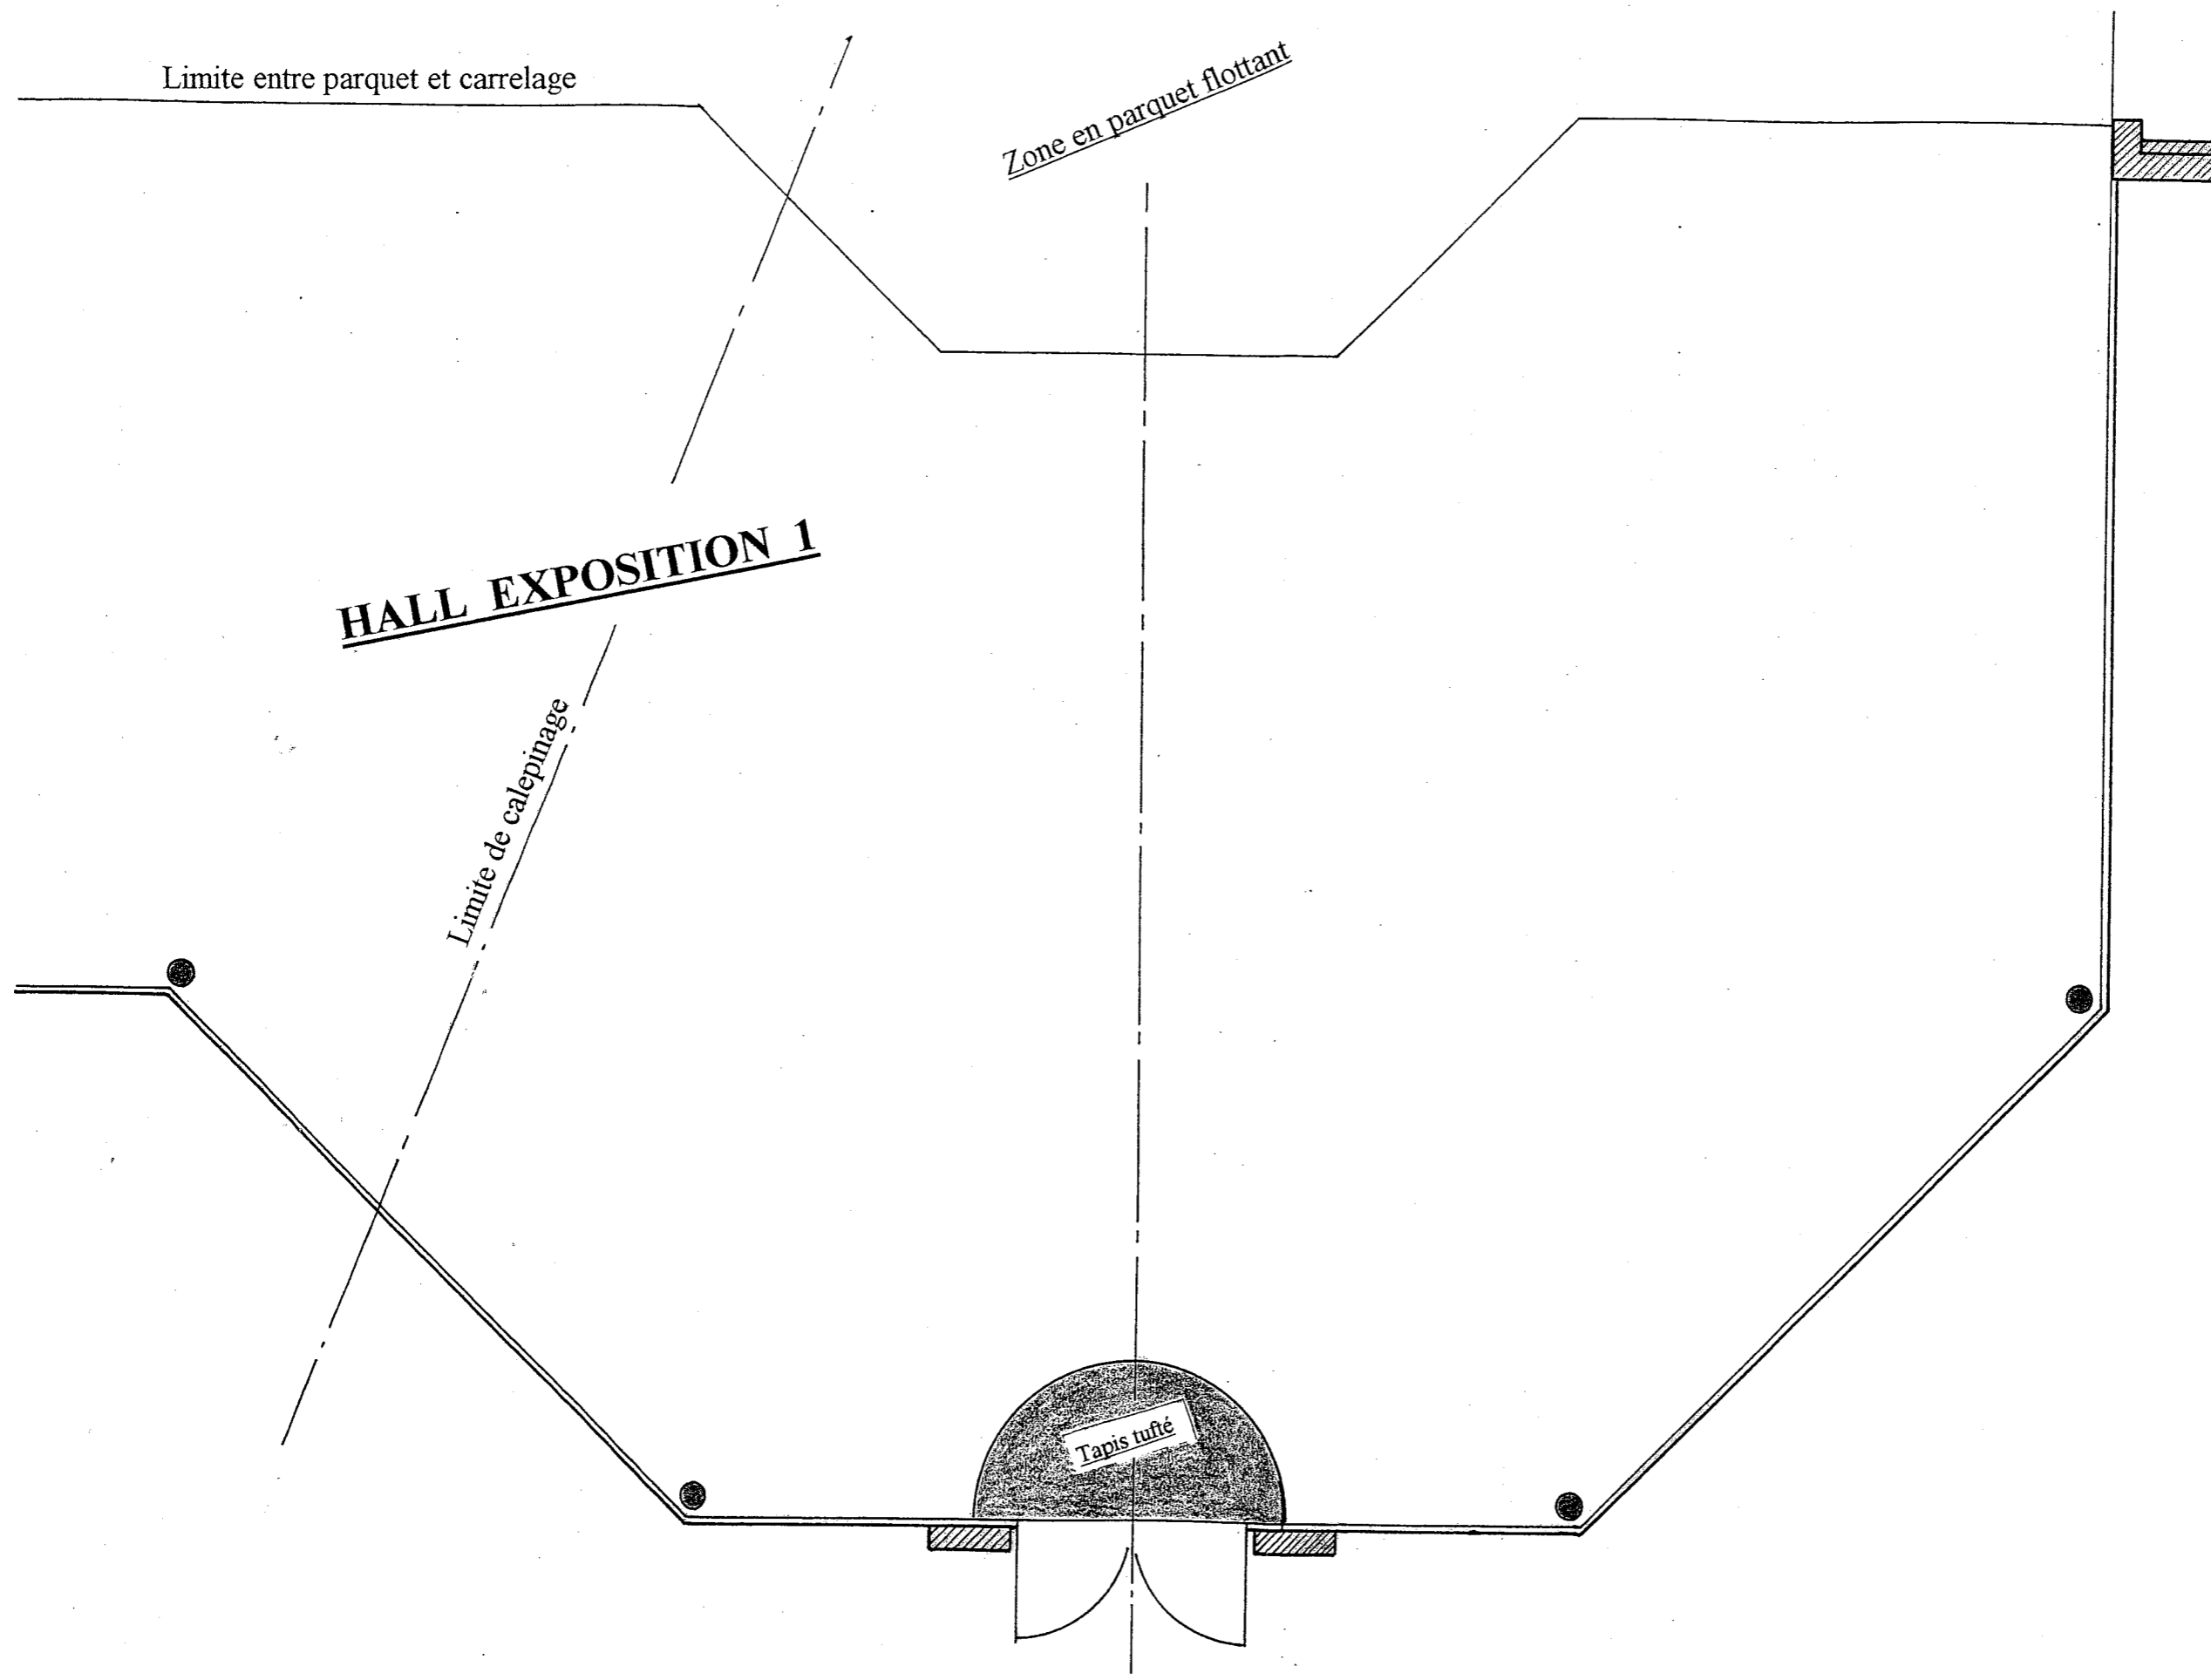 Limite entre parquet et carrelage
Zone en parquet flottant
HALL EXPOSITION 1
Limite de calepinage
Tapis tufté